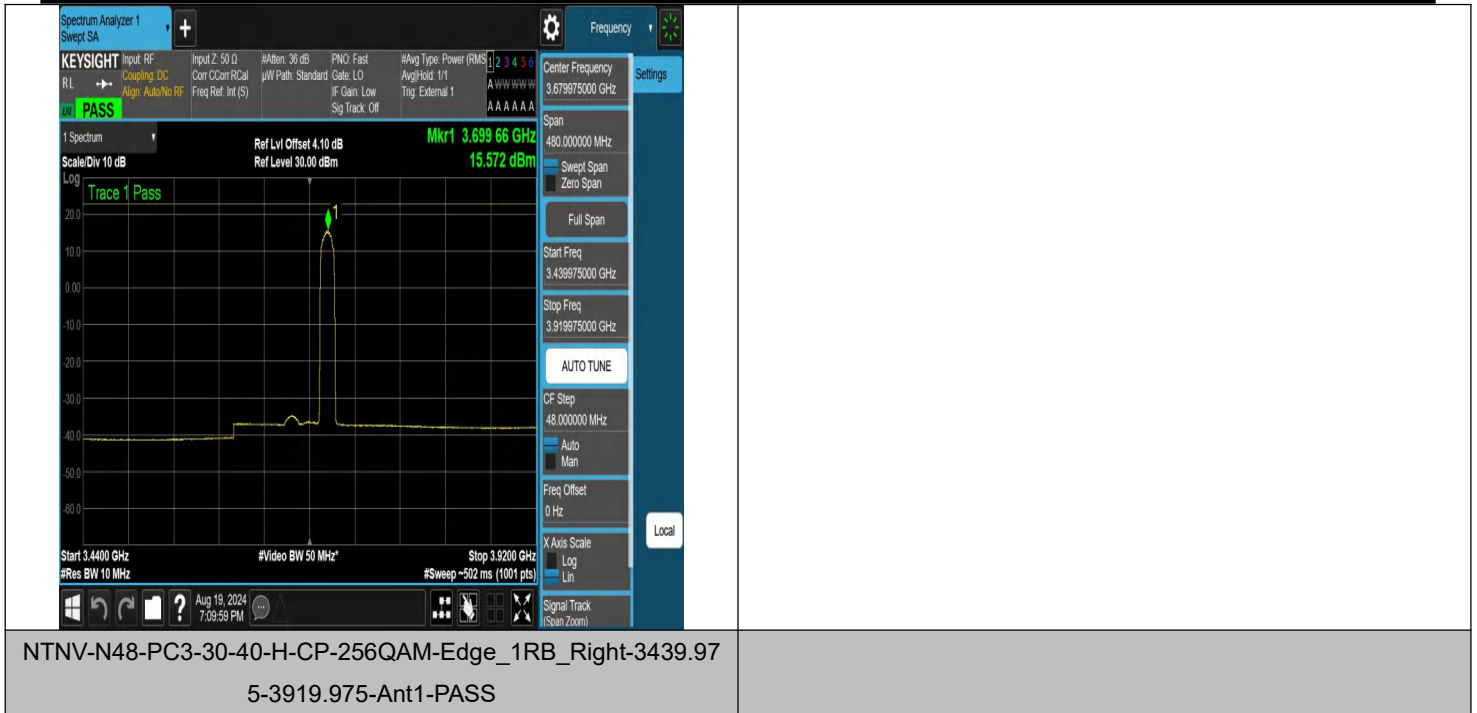 Spectrum Analyzer 1
Swept SA
+
Frequency
KEYSIGHT
RL
PASS
Input: RF
Coupling: DC
Align: Auto/No RF
Input Z: 50 Ω
Corr CCorr RCal
Freq Ref: Int (S)
#Atten: 36 dB
µW Path: Standard
PNO: Fast
Gate: LO
IF Gain: Low
Sig Track: Off
#Avg Type: Power (RMS
Avg|Hold: 1/1
Trig: External 1
1 2 3 4 5 6
A W W W W W
A A A A A A
1 Spectrum
Scale/Div 10 dB
Ref Lvl Offset 4.10 dB
Ref Level 30.00 dBm
Mkr1 3.699 66 GHz
15.572 dBm
Log
Trace 1 Pass
1
20.0
10.0
0.00
-10.0
-20.0
-30.0
-40.0
-50.0
-60.0
Start 3.4400 GHz
#Res BW 10 MHz
#Video BW 50 MHz*
Stop 3.9200 GHz
#Sweep ~502 ms (1001 pts)
Center Frequency
3.679975000 GHz
Settings
Span
480.000000 MHz
Swept Span
Zero Span
Full Span
Start Freq
3.439975000 GHz
Stop Freq
3.919975000 GHz
AUTO TUNE
CF Step
48.000000 MHz
Auto
Man
Freq Offset
0 Hz
X Axis Scale
Log
Lin
Local
Signal Track
(Span Zoom)
?
Aug 19, 2024
7:09:59 PM
NTNV-N48-PC3-30-40-H-CP-256QAM-Edge_1RB_Right-3439.97
5-3919.975-Ant1-PASS